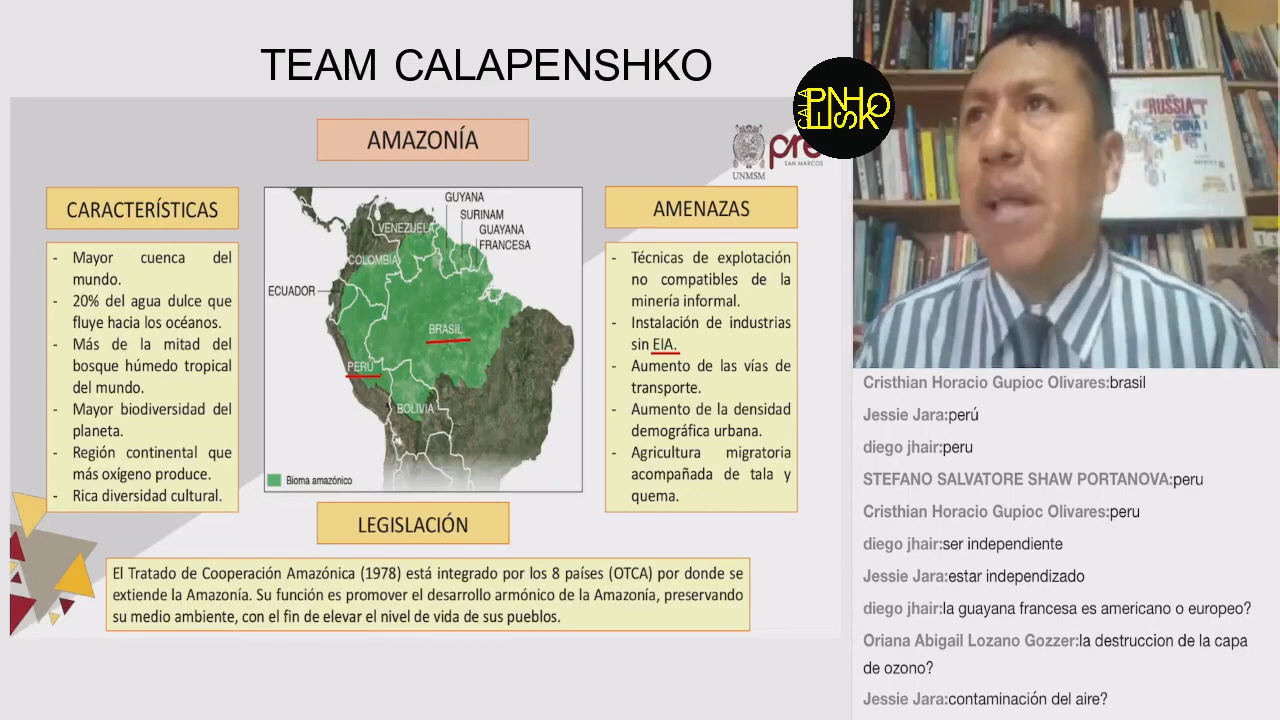 TEAM CALAPENSHKO
CALA
PENHSKO
AMAZONÍA
UNMSM
pre
SAN MARCOS
CARACTERÍSTICAS
- Mayor cuenca del
mundo.
- 20% del agua dulce que
fluye hacia los océanos.
- Más de la mitad del
bosque húmedo tropical
del mundo.
- Mayor biodiversidad del
planeta.
- Región continental que
más oxígeno produce.
- Rica diversidad cultural.
GUYANA
SURINAM
GUAYANA
FRANCESA
VENEZUELA
COLOMBIA
ECUADOR
BRASIL
PERÚ
BOLIVIA
Bioma amazónico
AMENAZAS
- Técnicas de explotación
no compatibles de la
minería informal.
- Instalación de industrias
sin EIA.
- Aumento de las vías de
transporte.
- Aumento de la densidad
demográfica urbana.
- Agricultura migratoria
acompañada de tala y
quema.
LEGISLACIÓN
El Tratado de Cooperación Amazónica (1978) está integrado por los 8 países (OTCA) por donde se
extiende la Amazonía. Su función es promover el desarrollo armónico de la Amazonía, preservando
su medio ambiente, con el fin de elevar el nivel de vida de sus pueblos.
RUSSIA
CHINA
Cristhian Horacio Gupioc Olivares:brasil
Jessie Jara:perú
diego jhair:peru
STEFANO SALVATORE SHAW PORTANOVA:peru
Cristhian Horacio Gupioc Olivares:peru
diego jhair:ser independiente
Jessie Jara:estar independizado
diego jhair:la guayana francesa es americano o europeo?
Oriana Abigail Lozano Gozzer:la destruccion de la capa
de ozono?
Jessie Jara:contaminación del aire?